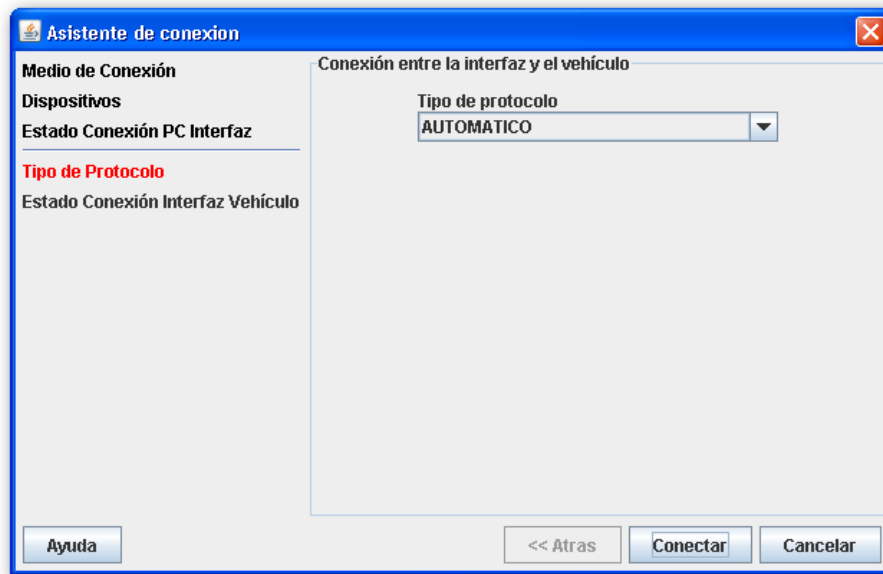 Asistente de conexion
Medio de Conexión
Dispositivos
Estado Conexión PC Interfaz
Tipo de Protocolo
Estado Conexión Interfaz Vehículo
Conexión entre la interfaz y el vehículo
Tipo de protocolo
AUTOMATICO
Ayuda
<< Atras
Conectar
Cancelar